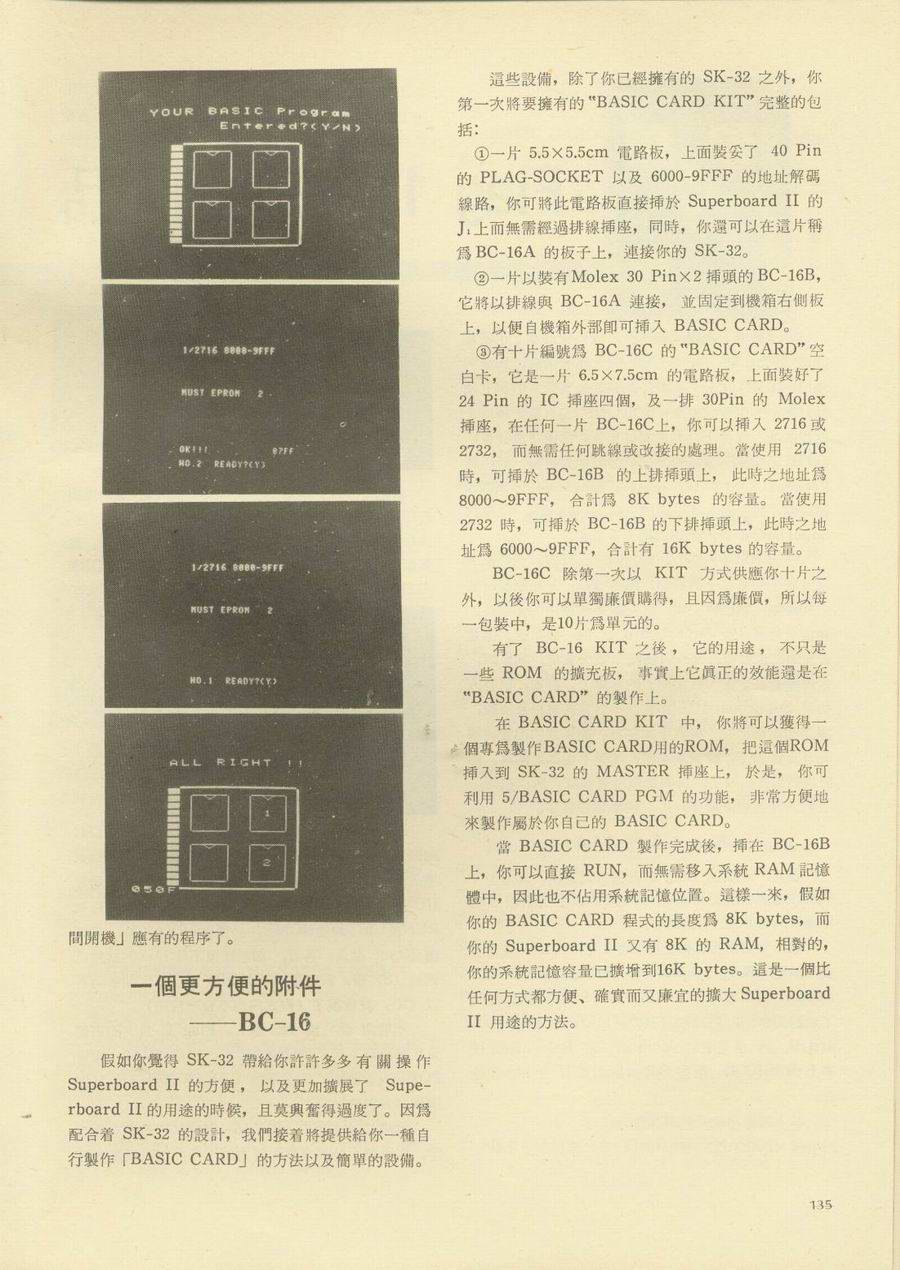 YOUR BASIC Program
Entered?(Y/N)
1/2716 8000-9FFF
MUST EPROM 2
OK!!! 87FF
NO.2 READY?(Y)
1/2716 8000-9FFF
MUST EPROM 2
NO.1 READY?(Y)
ALL RIGHT !!
1
2
050F
間開機」應有的程序了。
一個更方便的附件
——BC-16
假如你覺得 SK-32 帶給你許許多多有關操作
Superboard II 的方便，以及更加擴展了 Supe-
rboard II 的用途的時候，且莫興奮得過度了。因爲
配合着 SK-32 的設計，我們接着將提供給你一種自
行製作「BASIC CARD」的方法以及簡單的設備。
這些設備，除了你已經擁有的 SK-32 之外，你
第一次將要擁有的 "BASIC CARD KIT" 完整的包
括：
①一片 5.5×5.5cm 電路板，上面裝妥了 40 Pin
的 PLAG-SOCKET 以及 6000-9FFF 的地址解碼
線路，你可將此電路板直接揷於 Superboard II 的
J₁上而無需經過排線揷座，同時，你還可以在這片稱
爲 BC-16A 的板子上，連接你的 SK-32。
②一片以裝有 Molex 30 Pin×2 揷頭的 BC-16B，
它將以排線與 BC-16A 連接，並固定到機箱右側板
上，以便自機箱外部卽可揷入 BASIC CARD。
③有十片編號爲 BC-16C 的 "BASIC CARD" 空
白卡，它是一片 6.5×7.5cm 的電路板，上面裝好了
24 Pin 的 IC 揷座四個，及一排 30Pin 的 Molex
揷座，在任何一片 BC-16C上，你可以揷入 2716 或
2732，而無需任何跳線或改接的處理。當使用 2716
時，可揷於 BC-16B 的上排揷頭上，此時之地址爲
8000～9FFF，合計爲 8K bytes 的容量。當使用
2732 時，可揷於 BC-16B 的下排揷頭上，此時之地
址爲 6000～9FFF，合計有 16K bytes 的容量。
BC-16C 除第一次以 KIT 方式供應你十片之
外，以後你可以單獨廉價購得，且因爲廉價，所以每
一包裝中，是10片爲單元的。
有了 BC-16 KIT 之後，它的用途，不只是
一些 ROM 的擴充板，事實上它眞正的效能還是在
"BASIC CARD" 的製作上。
在 BASIC CARD KIT 中，你將可以獲得一
個專爲製作BASIC CARD用的ROM，把這個ROM
揷入到 SK-32 的 MASTER 揷座上，於是，你可
利用 5/BASIC CARD PGM 的功能，非常方便地
來製作屬於你自己的 BASIC CARD。
當 BASIC CARD 製作完成後，揷在 BC-16B
上，你可以直接 RUN，而無需移入系統 RAM 記憶
體中，因此也不佔用系統記憶位置。這樣一來，假如
你的 BASIC CARD 程式的長度爲 8K bytes，而
你的 Superboard II 又有 8K 的 RAM，相對的，
你的系統記憶容量已擴增到16K bytes。這是一個比
任何方式都方便、確實而又廉宜的擴大 Superboard
II 用途的方法。
135